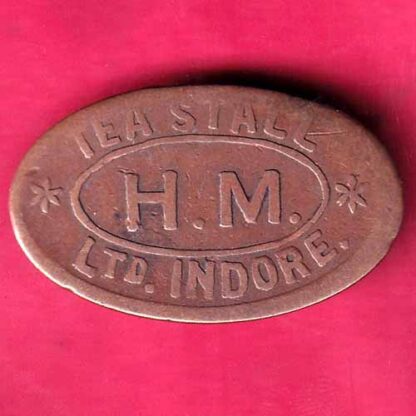 TEA STALL
H.M.
LTD. INDORE.